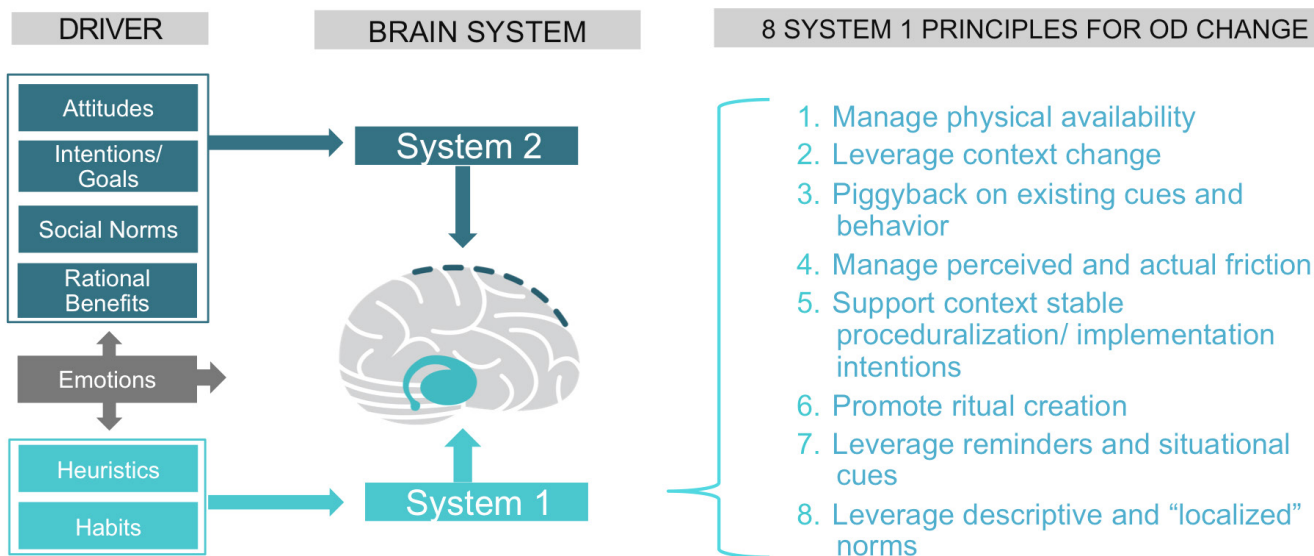 DRIVER
Attitudes
Intentions/
Goals
Social Norms
Rational
Benefits
Emotions
Heuristics
Habits
BRAIN SYSTEM
System 2
System 1
8 SYSTEM 1 PRINCIPLES FOR OD CHANGE
1. Manage physical availability
2. Leverage context change
3. Piggyback on existing cues and
behavior
4. Manage perceived and actual friction
5. Support context stable
proceduralization/ implementation
intentions
6. Promote ritual creation
7. Leverage reminders and situational
cues
8. Leverage descriptive and “localized”
norms